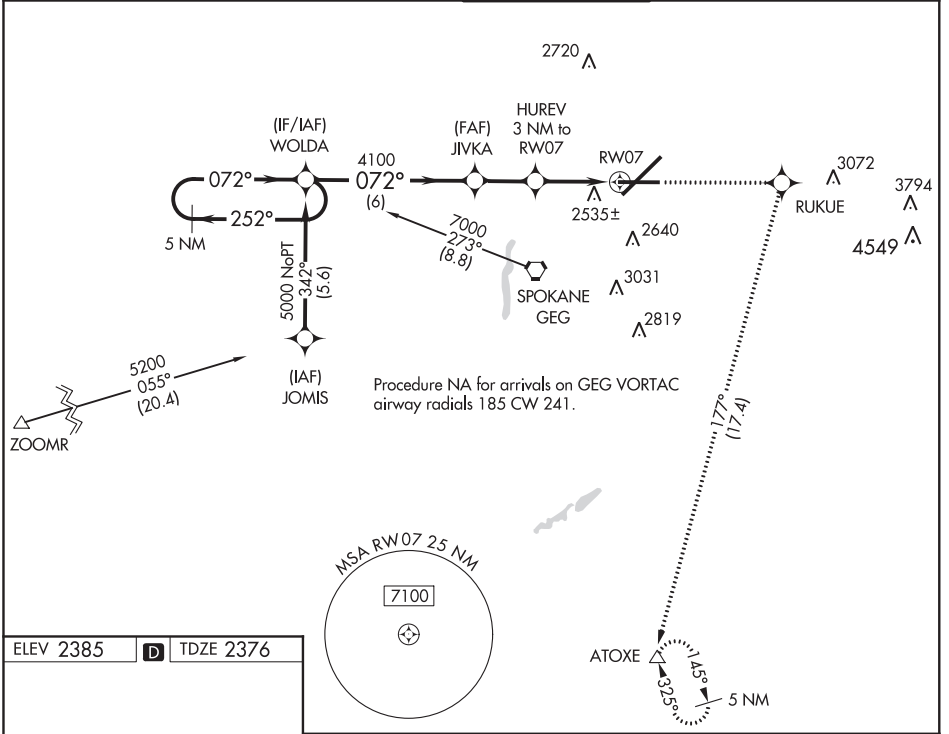 2720
(IF/IAF)
WOLDA
(FAF)
JIVKA
HUREV
3 NM to
RW07
RW07
4100
072°
072°
(6)
252°
5 NM
2535±
RUKUE
3072
3794
4549
7000
273°
(8.8)
2640
SPOKANE
GEG
3031
2819
5000 NoPT
342°
(5.6)
(IAF)
JOMIS
5200
055°
(20.4)
ZOOMR
Procedure NA for arrivals on GEG VORTAC
airway radials 185 CW 241.
177°
(17.4)
MSA RW07 25 NM
7100
ELEV 2385
D
TDZE 2376
ATOXE
145°
325°
5 NM